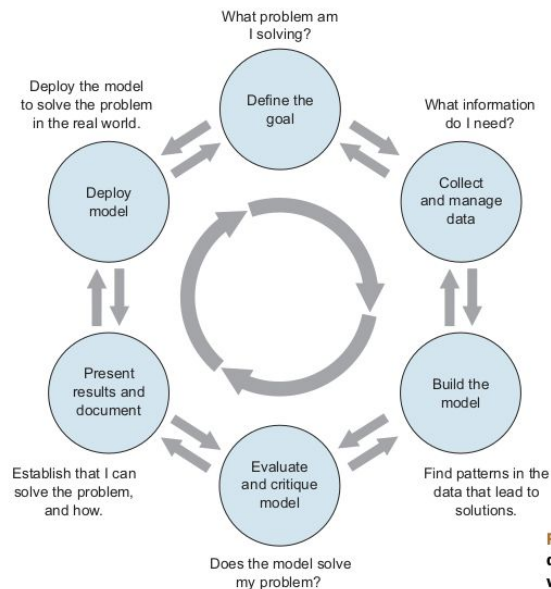 What problem am
I solving?
Define the
goal
What information
do I need?
Collect
and manage
data
Build the
model
Find patterns in the
data that lead to
solutions.
Evaluate
and critique
model
Does the model solve
my problem?
Present
results and
document
Establish that I can
solve the problem,
and how.
Deploy
model
Deploy the model
to solve the problem
in the real world.